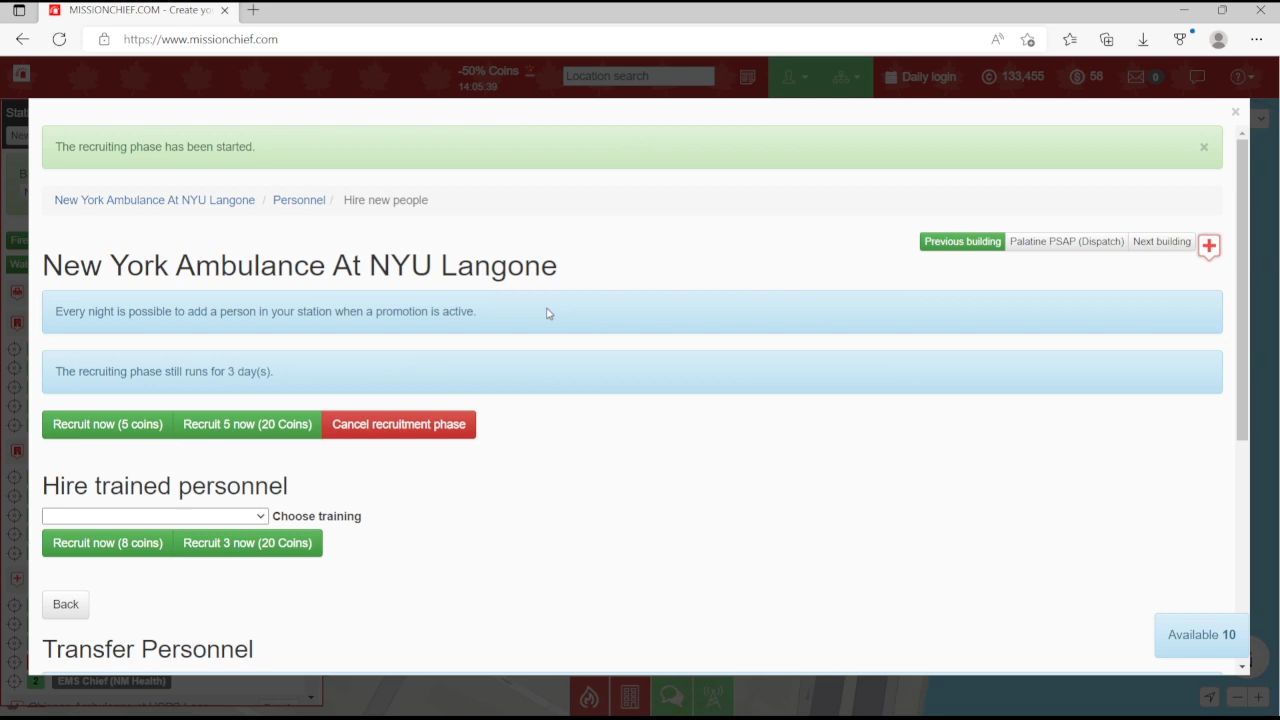 MISSIONCHIEF.COM - Create yo
https://www.missionchief.com
-50% Coins
14:05:39
Location search
Daily login
133,455
58
0
The recruiting phase has been started.
New York Ambulance At NYU Langone / Personnel / Hire new people
Previous building
Palatine PSAP (Dispatch)
Next building
New York Ambulance At NYU Langone
Every night is possible to add a person in your station when a promotion is active.
The recruiting phase still runs for 3 day(s).
Recruit now (5 coins)
Recruit 5 now (20 Coins)
Cancel recruitment phase
Hire trained personnel
Choose training
Recruit now (8 coins)
Recruit 3 now (20 Coins)
Back
Available 10
Transfer Personnel
2
EMS Chief (NM Health)